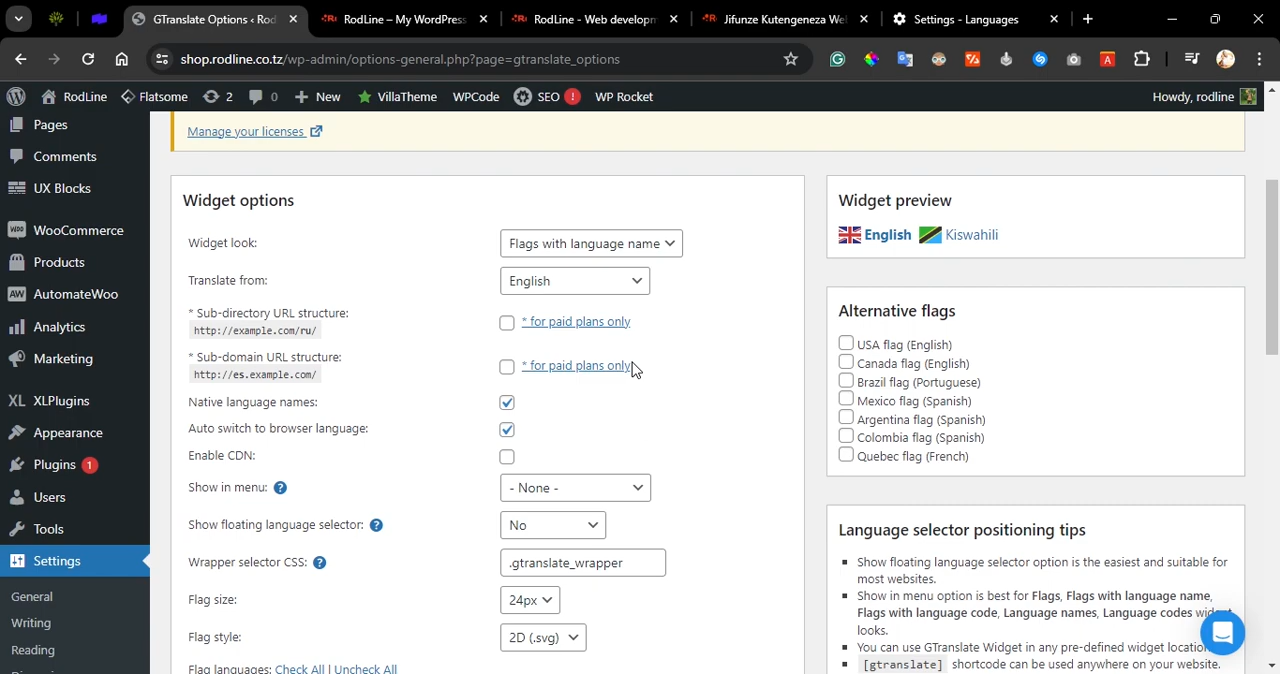 GTranslate Options ‹ Rod
RodLine – My WordPress
RodLine - Web developm
Jifunze Kutengeneza We
Settings - Languages
shop.rodline.co.tz/wp-admin/options-general.php?page=gtranslate_options
RodLine
Flatsome
2
0
New
VillaTheme
WPCode
SEO
!
WP Rocket
Howdy, rodline
Pages
Comments
UX Blocks
WooCommerce
Products
AutomateWoo
Analytics
Marketing
XL XLPlugins
Appearance
Plugins 1
Users
Tools
Settings
General
Writing
Reading
Manage your licenses
Widget options
Widget look: Flags with language name
Translate from: English
* Sub-directory URL structure:
http://example.com/ru/
* for paid plans only
* Sub-domain URL structure:
http://es.example.com/
* for paid plans only
Native language names:
Auto switch to browser language:
Enable CDN:
Show in menu: ? - None -
Show floating language selector: ? No
Wrapper selector CSS: ? .gtranslate_wrapper
Flag size: 24px
Flag style: 2D (.svg)
Flag languages: Check All | Uncheck All
Widget preview
English Kiswahili
Alternative flags
USA flag (English)
Canada flag (English)
Brazil flag (Portuguese)
Mexico flag (Spanish)
Argentina flag (Spanish)
Colombia flag (Spanish)
Quebec flag (French)
Language selector positioning tips
Show floating language selector option is the easiest and suitable for
most websites.
Show in menu option is best for Flags, Flags with language name,
Flags with language code, Language names, Language codes widget
looks.
You can use GTranslate Widget in any pre-defined widget location.
[gtranslate] shortcode can be used anywhere on your website.